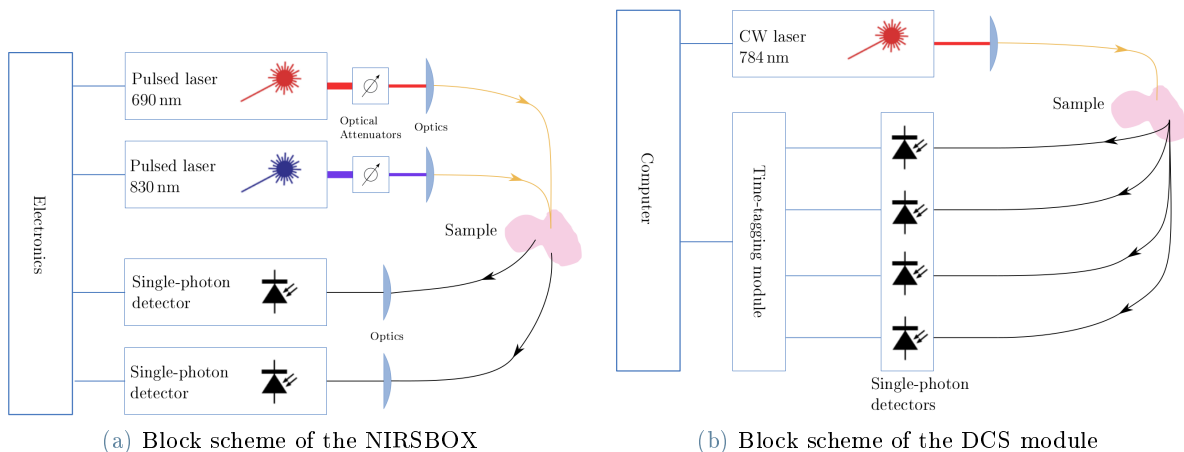 Electronics
Pulsed laser
690 nm
Optical
Attenuators
Optics
Pulsed laser
830 nm
Sample
Single-photon
detector
Optics
Single-photon
detector
(a) Block scheme of the NIRSBOX
Computer
CW laser
784 nm
Sample
Time-tagging module
Single-photon
detectors
(b) Block scheme of the DCS module